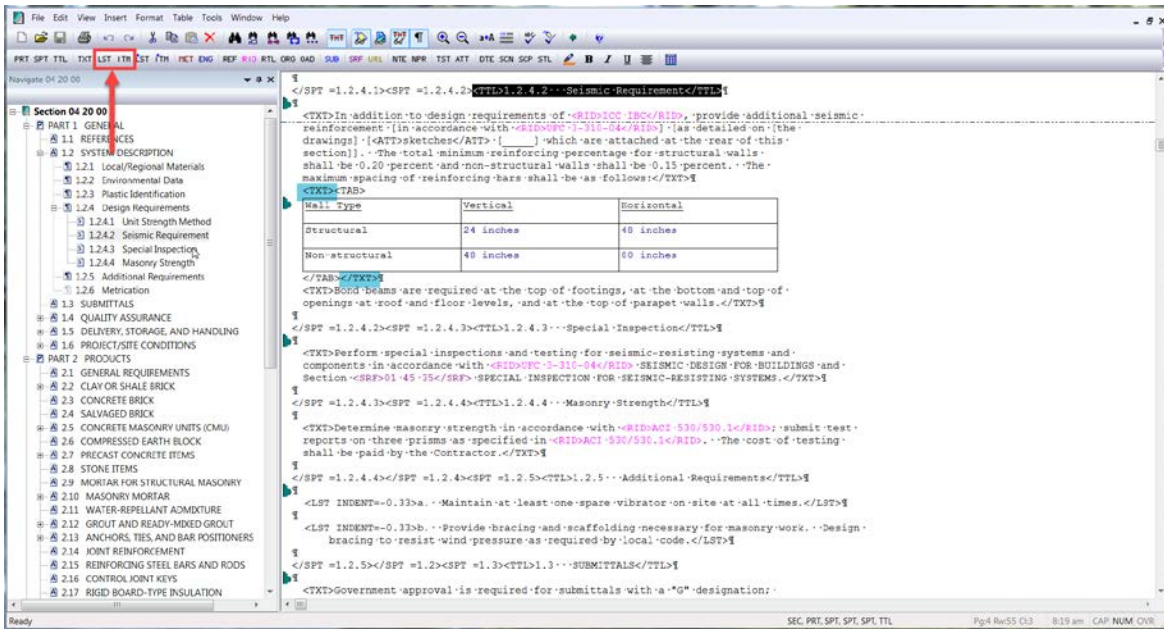 File Edit View Insert Format Table Tools Window Help
PRT SPT TTL TXT LST ITM LST ITM MET ENG REF RID RTL ORG OAD SUB SRF URL NTE NPR TST ATT DTE SCN SCP STL B I U
Navigate 04 20 00
Section 04 20 00
PART 1 GENERAL
1.1 REFERENCES
1.2 SYSTEM DESCRIPTION
1.2.1 Local/Regional Materials
1.2.2 Environmental Data
1.2.3 Plastic Identification
1.2.4 Design Requirements
1.2.4.1 Unit Strength Method
1.2.4.2 Seismic Requirement
1.2.4.3 Special Inspection
1.2.4.4 Masonry Strength
1.2.5 Additional Requirements
1.2.6 Metrication
1.3 SUBMITTALS
1.4 QUALITY ASSURANCE
1.5 DELIVERY, STORAGE, AND HANDLING
1.6 PROJECT/SITE CONDITIONS
PART 2 PRODUCTS
2.1 GENERAL REQUIREMENTS
2.2 CLAY OR SHALE BRICK
2.3 CONCRETE BRICK
2.4 SALVAGED BRICK
2.5 CONCRETE MASONRY UNITS (CMU)
2.6 COMPRESSED EARTH BLOCK
2.7 PRECAST CONCRETE ITEMS
2.8 STONE ITEMS
2.9 MORTAR FOR STRUCTURAL MASONRY
2.10 MASONRY MORTAR
2.11 WATER-REPELLANT ADMIXTURE
2.12 GROUT AND READY-MIXED GROUT
2.13 ANCHORS, TIES, AND BAR POSITIONERS
2.14 JOINT REINFORCEMENT
2.15 REINFORCING STEEL BARS AND RODS
2.16 CONTROL JOINT KEYS
2.17 RIGID BOARD-TYPE INSULATION
¶
</SPT =1.2.4.1><SPT =1.2.4.2><TTL>1.2.4.2···Seismic·Requirement</TTL>¶
¶
<TXT>In·addition·to·design·requirements·of·<RID>ICC·IBC</RID>,·provide·additional·seismic·
reinforcement·[in·accordance·with·<RID>UFC·3-310-04</RID>]·[as·detailed·on·[the·
drawings]·[<ATT>sketches</ATT>·[_____]·which·are·attached·at·the·rear·of·this·
section]].··The·total·minimum·reinforcing·percentage·for·structural·walls·
shall·be·0.20·percent·and·non-structural·walls·shall·be·0.15·percent.··The·
maximum·spacing·of·reinforcing·bars·shall·be·as·follows:</TXT>¶
<TXT><TAB>
Wall Type Vertical Horizontal
Structural 24 inches 48 inches
Non-structural 48 inches 80 inches
</TAB></TXT>¶
<TXT>Bond·beams·are·required·at·the·top·of·footings,·at·the·bottom·and·top·of·
openings·at·roof·and·floor·levels,·and·at·the·top·of·parapet·walls.</TXT>¶
¶
</SPT =1.2.4.2><SPT =1.2.4.3><TTL>1.2.4.3···Special·Inspection</TTL>¶
¶
<TXT>Perform·special·inspections·and·testing·for·seismic-resisting·systems·and·
components·in·accordance·with·<RID>UFC·3-310-04</RID>·SEISMIC·DESIGN·FOR·BUILDINGS·and·
Section·<SRF>01·45·35</SRF>·SPECIAL·INSPECTION·FOR·SEISMIC-RESISTING·SYSTEMS.</TXT>¶
¶
</SPT =1.2.4.3><SPT =1.2.4.4><TTL>1.2.4.4···Masonry·Strength</TTL>¶
¶
<TXT>Determine·masonry·strength·in·accordance·with·<RID>ACI·530/530.1</RID>;·submit·test·
reports·on·three·prisms·as·specified·in·<RID>ACI·530/530.1</RID>.··The·cost·of·testing·
shall·be·paid·by·the·Contractor.</TXT>¶
¶
</SPT =1.2.4.4></SPT =1.2.4><SPT =1.2.5><TTL>1.2.5···Additional·Requirements</TTL>¶
¶
<LST INDENT=-0.33>a.··Maintain·at·least·one·spare·vibrator·on·site·at·all·times.</LST>¶
¶
<LST INDENT=-0.33>b.··Provide·bracing·and·scaffolding·necessary·for·masonry·work.··Design·
bracing·to·resist·wind·pressure·as·required·by·local·code.</LST>¶
¶
</SPT =1.2.5></SPT =1.2><SPT =1.3><TTL>1.3···SUBMITTALS</TTL>¶
¶
<TXT>Government·approval·is·required·for·submittals·with·a·"G"·designation;·
Ready SEC, PRT, SPT, SPT, SPT, TTL Pg:4 Rw:55 Cl:3 8:19 am CAP NUM OVR